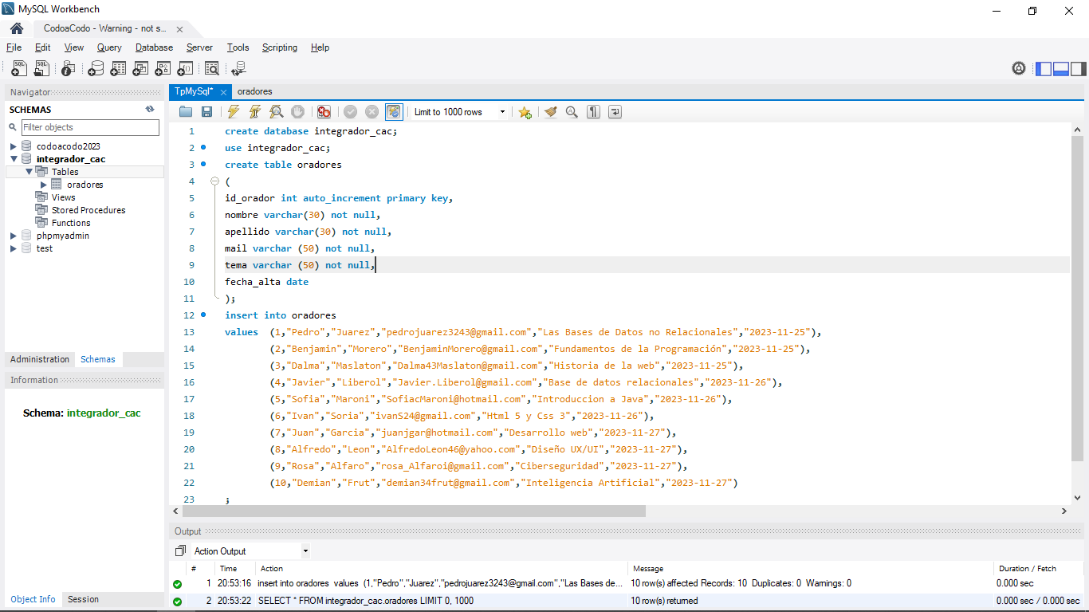 MySQL Workbench
CodoaCodo - Warning - not s...
File Edit View Query Database Server Tools Scripting Help
Navigator
SCHEMAS
Filter objects
codoacodo2023
integrador_cac
Tables
oradores
Views
Stored Procedures
Functions
phpmyadmin
test
Administration Schemas
Information
Schema: integrador_cac
Object Info Session
TpMySql* oradores
Limit to 1000 rows
1 create database integrador_cac;
2 use integrador_cac;
3 create table oradores
4 (
5 id_orador int auto_increment primary key,
6 nombre varchar(30) not null,
7 apellido varchar(30) not null,
8 mail varchar (50) not null,
9 tema varchar (50) not null,
10 fecha_alta date
11 );
12 insert into oradores
13 values (1,"Pedro","Juarez","pedrojuarez3243@gmail.com","Las Bases de Datos no Relacionales","2023-11-25"),
14 (2,"Benjamin","Morero","BenjaminMorero@gmail.com","Fundamentos de la Programación","2023-11-25"),
15 (3,"Dalma","Maslaton","Dalma43Maslaton@gmail.com","Historia de la web","2023-11-25"),
16 (4,"Javier","Liberol","Javier.Liberol@gmail.com","Base de datos relacionales","2023-11-26"),
17 (5,"Sofia","Maroni","SofiacMaroni@hotmail.com","Introduccion a Java","2023-11-26"),
18 (6,"Ivan","Soria","ivanS24@gmail.com","Html 5 y Css 3","2023-11-26"),
19 (7,"Juan","Garcia","juanjgar@hotmail.com","Desarrollo web","2023-11-27"),
20 (8,"Alfredo","Leon","AlfredoLeon46@yahoo.com","Diseño UX/UI","2023-11-27"),
21 (9,"Rosa","Alfaro","rosa_Alfaroi@gmail.com","Ciberseguridad","2023-11-27"),
22 (10,"Demian","Frut","demian34frut@gmail.com","Inteligencia Artificial","2023-11-27")
23 ;
Output
Action Output
# Time Action Message Duration / Fetch
1 20:53:16 insert into oradores values (1,"Pedro","Juarez","pedrojuarez3243@gmail.com","Las Bases de... 10 row(s) affected Records: 10 Duplicates: 0 Warnings: 0 0.000 sec
2 20:53:22 SELECT * FROM integrador_cac.oradores LIMIT 0, 1000 10 row(s) returned 0.000 sec / 0.000 sec